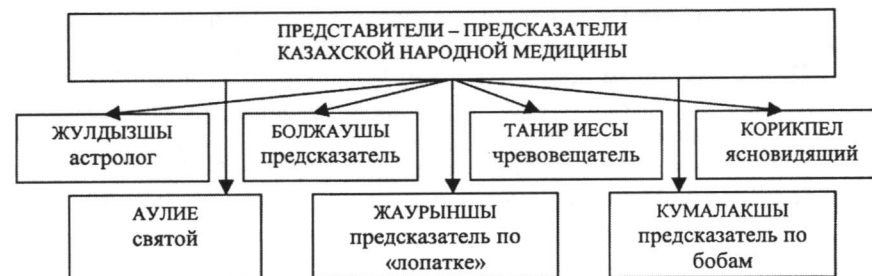 ПРЕДСТАВИТЕЛИ – ПРЕДСКАЗАТЕЛИ
КАЗАХСКОЙ НАРОДНОЙ МЕДИЦИНЫ
ЖУЛДЫЗШЫ
астролог
БОЛЖАУШЫ
предсказатель
ТАНИР ИЕСЫ
чревовещатель
КОРИКПЕЛ
ясновидящий
АУЛИЕ
святой
ЖАУРЫНШЫ
предсказатель по
«лопатке»
КУМАЛАКШЫ
предсказатель по
бобам